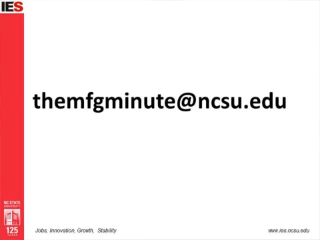 IES
themfgminute@ncsu.edu
NC STATE
125
Jobs, Innovation, Growth, Stability
www.ies.ncsu.edu